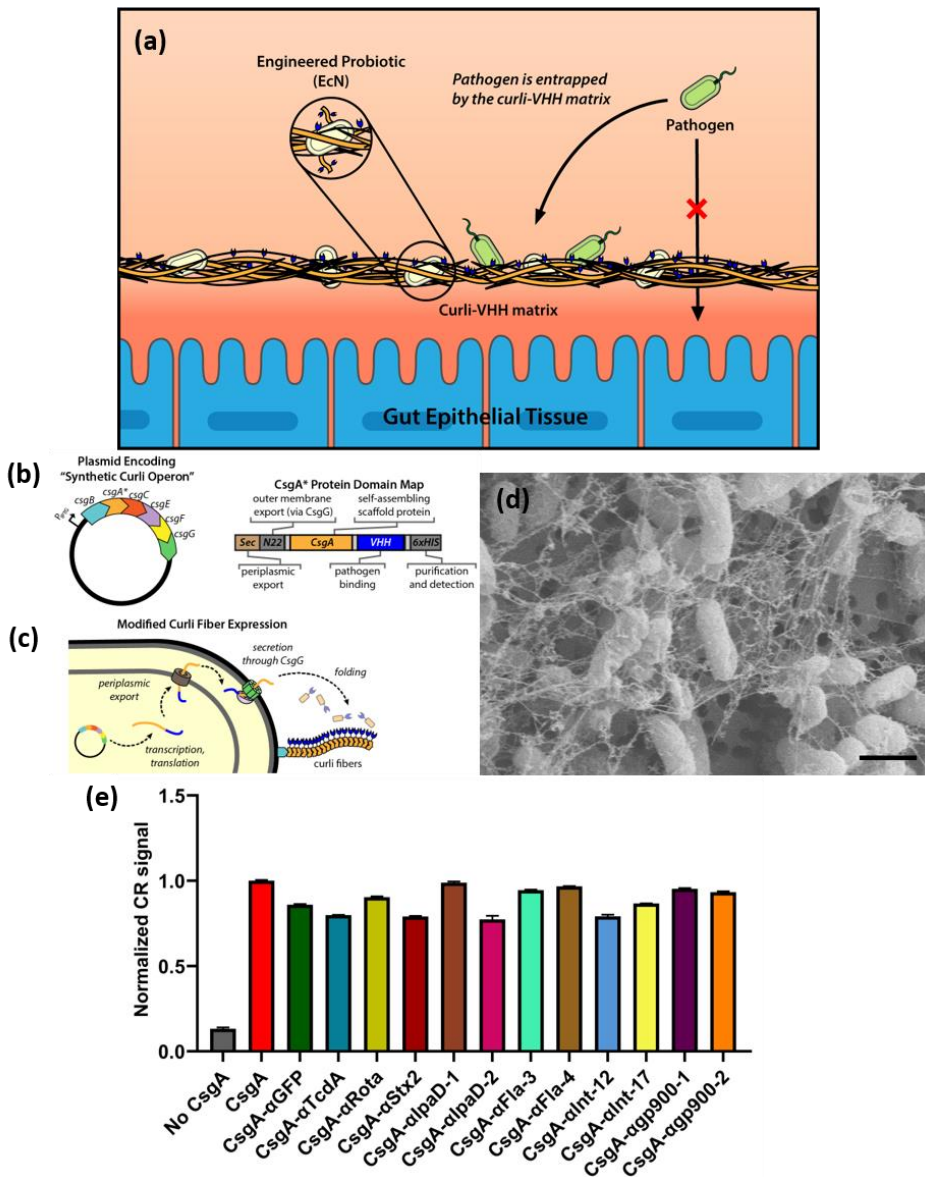 (a)
Engineered Probiotic
(EcN)
Pathogen is entrapped
by the curli-VHH matrix
Pathogen
Curli-VHH matrix
Gut Epithelial Tissue
(b)
Plasmid Encoding
"Synthetic Curli Operon"
csgB
csgA*
csgC
csgE
csgF
csgG
CsgA* Protein Domain Map
outer membrane
export (via CsgG)
self-assembling
scaffold protein
Sec N22 CsgA VHH 6xHIS
periplasmic
export
pathogen
binding
purification
and detection
(c)
Modified Curli Fiber Expression
periplasmic
export
secretion
through CsgG
folding
transcription,
translation
curli fibers
(d)
(e)
Normalized CR signal
1.5
1.0
0.5
0.0
No CsgA
CsgA
CsgA-αGFP
CsgA-αTcdA
CsgA-αRota
CsgA-αStx2
CsgA-αIpaD-1
CsgA-αIpaD-2
CsgA-αFla-3
CsgA-αFla-4
CsgA-αInt-12
CsgA-αInt-17
CsgA-αgp900-1
CsgA-αgp900-2